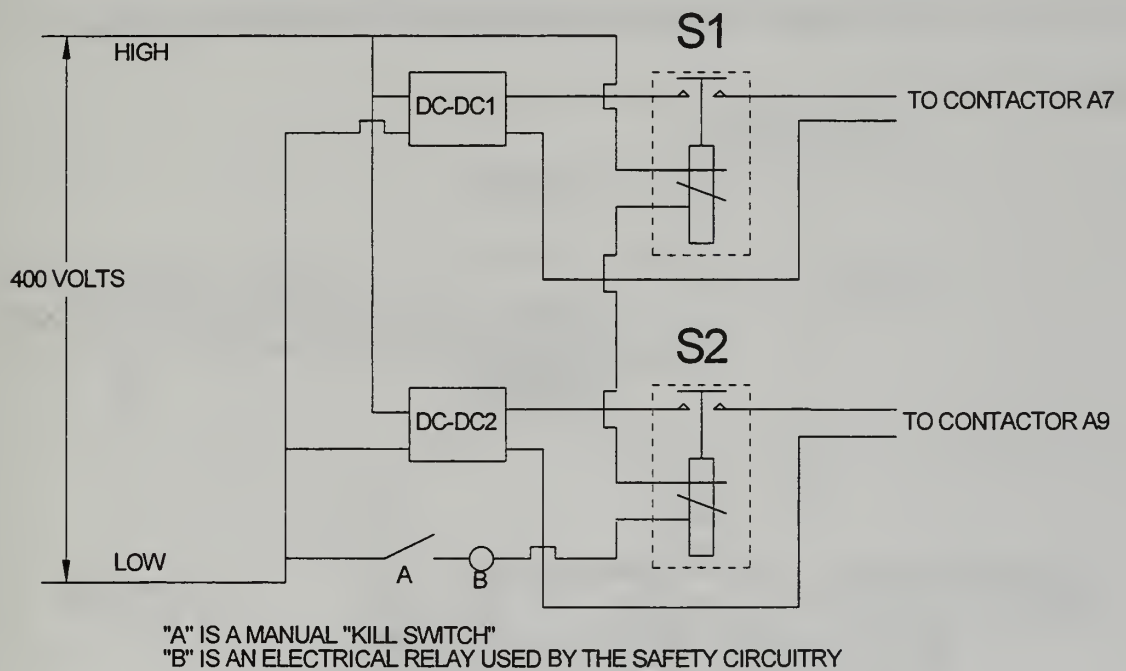 HIGH
S1
DC-DC1
TO CONTACTOR A7
400 VOLTS
S2
DC-DC2
TO CONTACTOR A9
LOW
A
B
"A" IS A MANUAL "KILL SWITCH"
"B" IS AN ELECTRICAL RELAY USED BY THE SAFETY CIRCUITRY